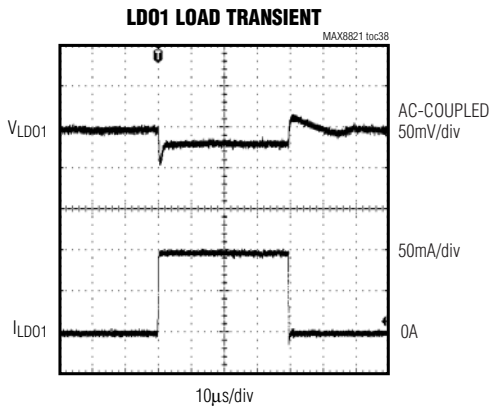 LDO1 LOAD TRANSIENT
MAX8821 toc38
T
VLDO1
AC-COUPLED
50mV/div
50mA/div
ILDO1
0A
10µs/div